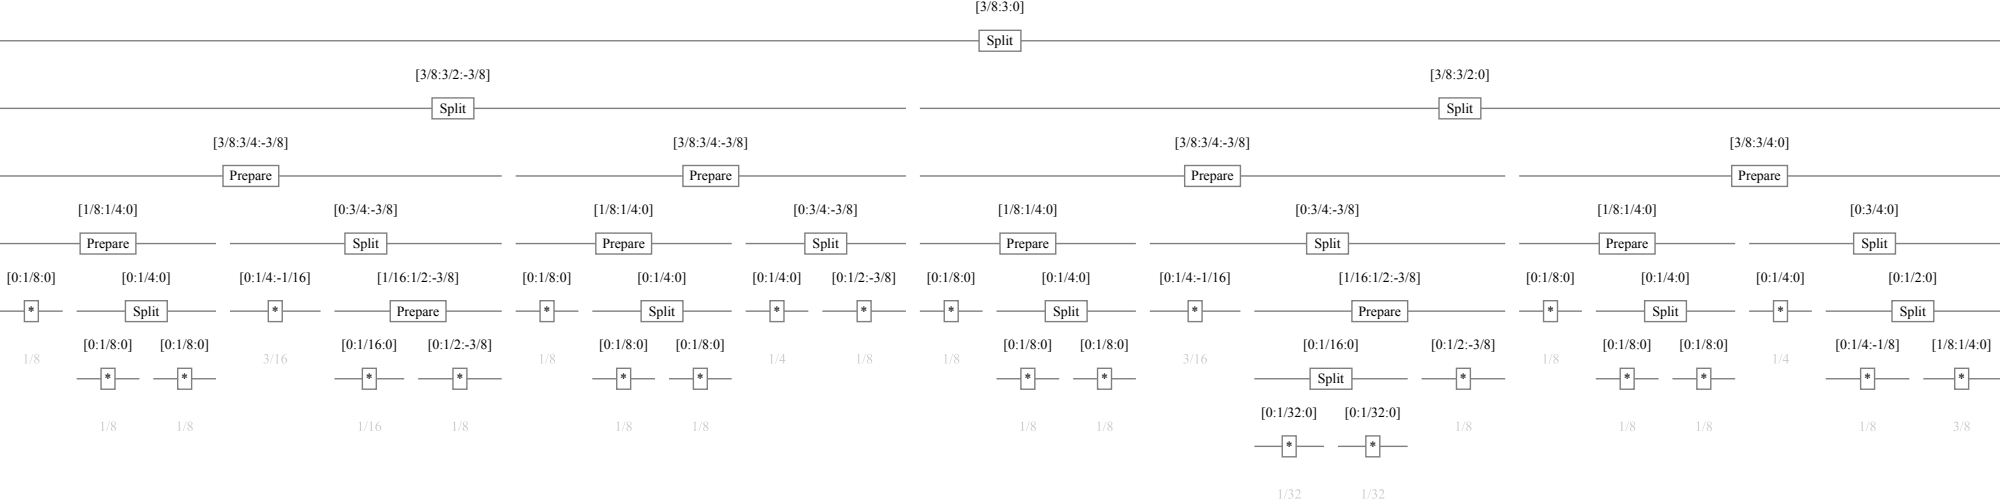 [3/8:3:0]
Split
[3/8:3/2:-3/8] [3/8:3/2:0]
Split Split
[3/8:3/4:-3/8] [3/8:3/4:-3/8] [3/8:3/4:-3/8] [3/8:3/4:0]
Prepare Prepare Prepare Prepare
[1/8:1/4:0] [0:3/4:-3/8] [1/8:1/4:0] [0:3/4:-3/8] [1/8:1/4:0] [0:3/4:-3/8] [1/8:1/4:0] [0:3/4:0]
Prepare Split Prepare Split Prepare Split Prepare Split
[0:1/8:0] [0:1/4:0] [0:1/4:-1/16] [1/16:1/2:-3/8] [0:1/8:0] [0:1/4:0] [0:1/4:0] [0:1/2:-3/8] [0:1/8:0] [0:1/4:0] [0:1/4:-1/16] [1/16:1/2:-3/8] [0:1/8:0] [0:1/4:0] [0:1/4:0] [0:1/2:0]
* Split * Prepare * Split * * * Split * Prepare * Split * Split
1/8 [0:1/8:0] [0:1/8:0] 3/16 [0:1/16:0] [0:1/2:-3/8] 1/8 [0:1/8:0] [0:1/8:0] 1/4 1/8 1/8 [0:1/8:0] [0:1/8:0] 3/16 [0:1/16:0] [0:1/2:-3/8] 1/8 [0:1/8:0] [0:1/8:0] 1/4 [0:1/4:-1/8] [1/8:1/4:0]
* * * * * * * * Split * * * * *
1/8 1/8 1/16 1/8 1/8 1/8 1/8 1/8 [0:1/32:0] [0:1/32:0] 1/8 1/8 1/8 1/8 3/8
* *
1/32 1/32